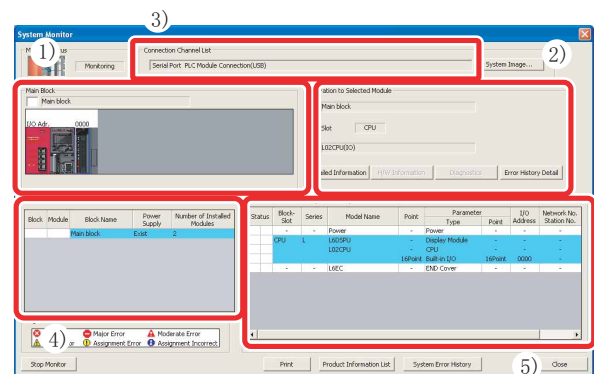 3)
System Monitor
1)
tus
Connection Channel List
2)
Monitoring
Serial Port PLC Module Connection(USB)
System Image...
Main Block
Main block
I/O Adr. 0000
ration to Selected Module
Main block
Slot CPU
L02CPU(IO)
ailed Information H/W Information Diagnostics Error History Detail
Block Module Block Name Power Supply Number of Installed Modules
Main block Exist 2
Status Block-Slot Series Model Name Point Parameter Type Point I/O Address Network No. Station No.
- - Power - Power - - -
CPU L L6DSPU - Display Module - - -
L02CPU - CPU - - -
16Point Built-in I/O 16Point 0000 -
- - L6EC - END Cover - - -
4)
Major Error Moderate Error
or Assignment Error Assignment Incorrect
Stop Monitor Print Product Information List System Error History 5) Close